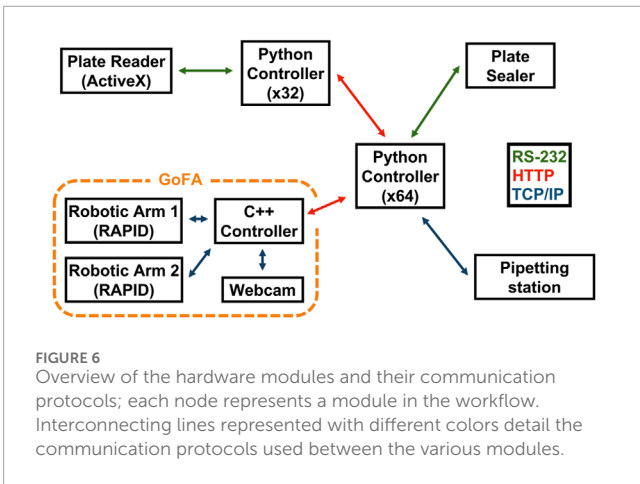 Plate Reader
(ActiveX)
Python
Controller
(x32)
Plate
Sealer
Python
Controller
(x64)
RS-232
HTTP
TCP/IP
GoFA
Robotic Arm 1
(RAPID)
C++
Controller
Robotic Arm 2
(RAPID)
Webcam
Pipetting
station
FIGURE 6
Overview of the hardware modules and their communication
protocols; each node represents a module in the workflow.
Interconnecting lines represented with different colors detail the
communication protocols used between the various modules.